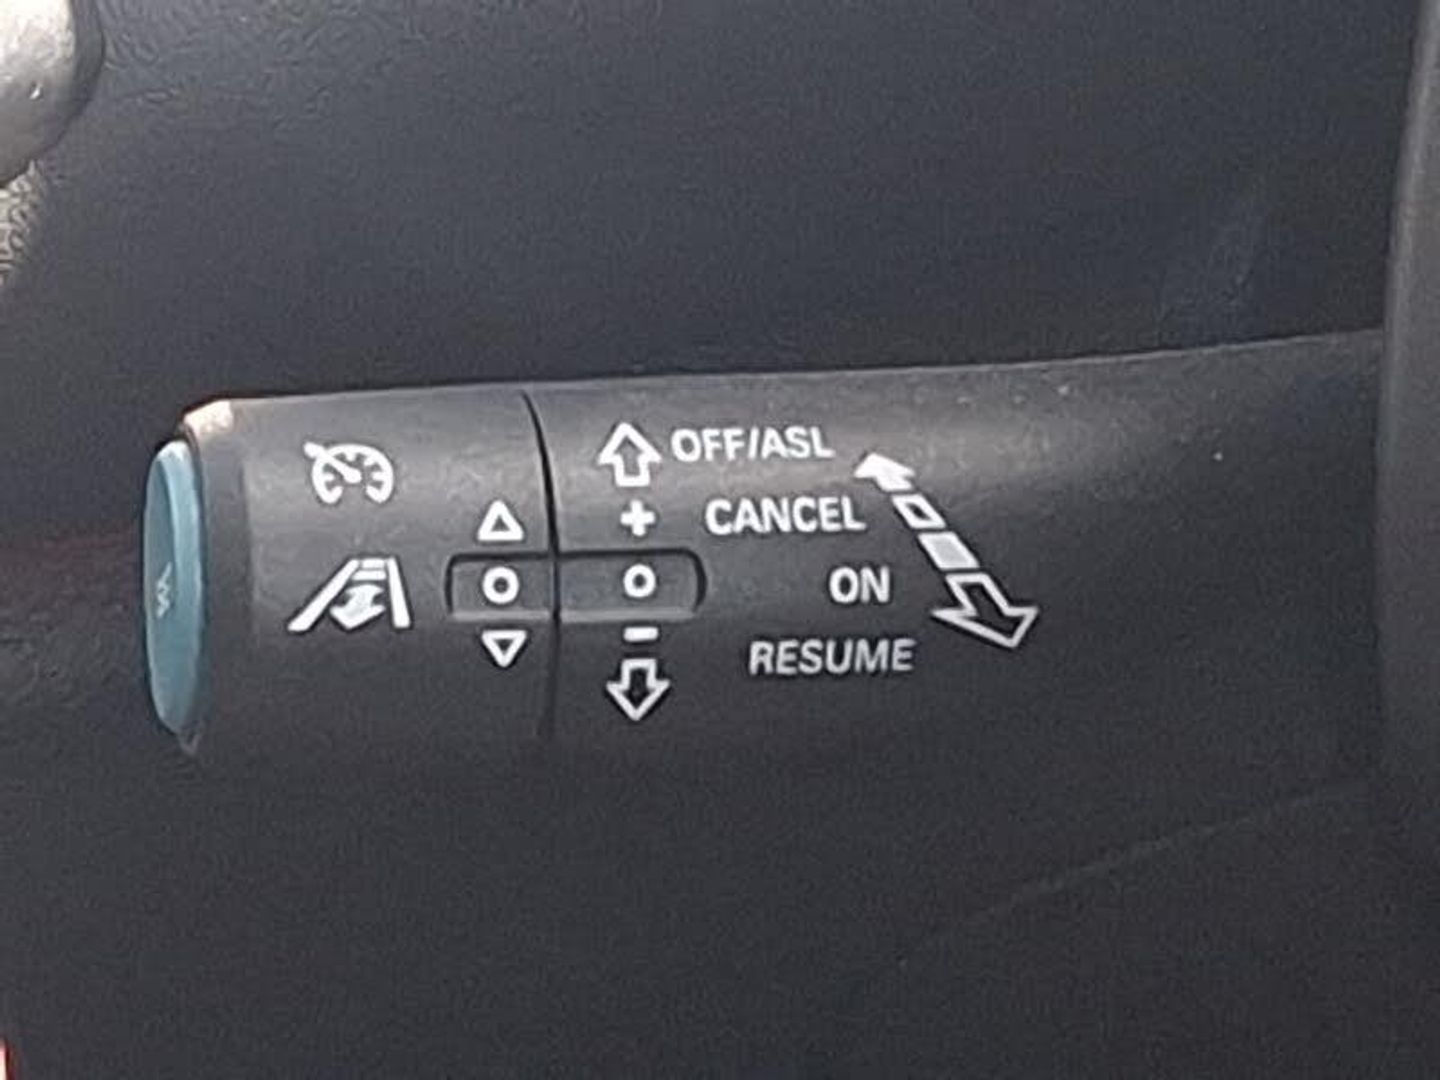 OFF/ASL
+ CANCEL
ON
- RESUME